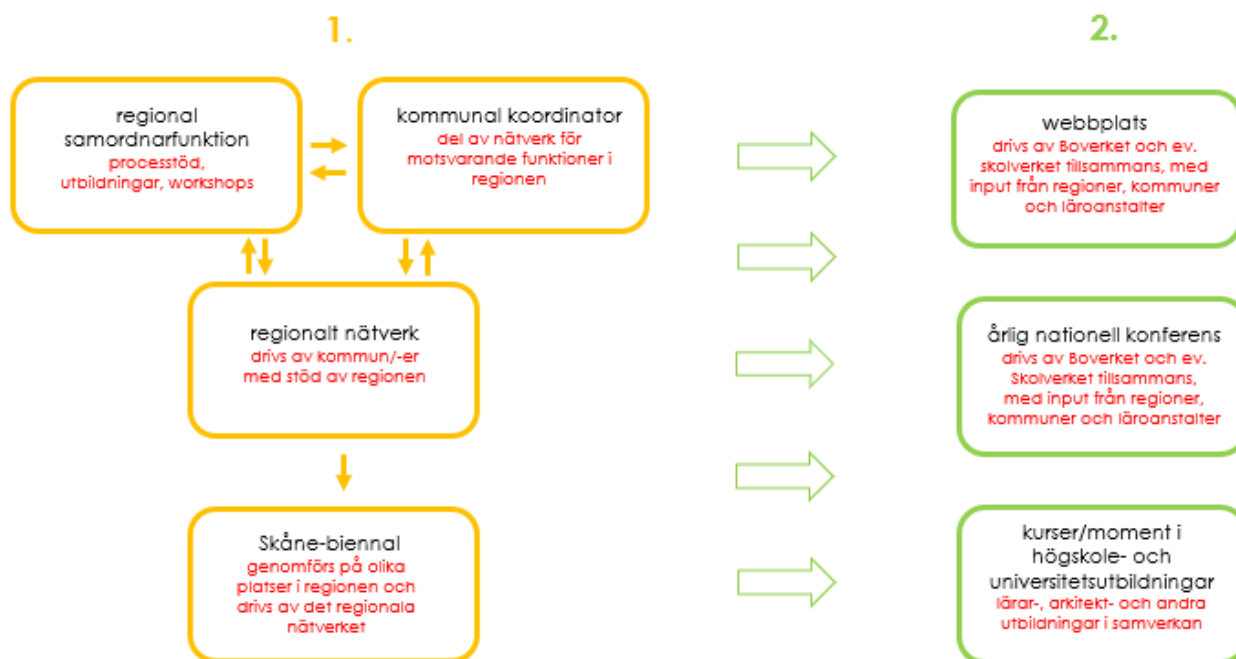 1.
2.
regional
samordnarfunktion
processtöd,
utbildningar, workshops
kommunal koordinator
del av nätverk för
motsvarande funktioner i
regionen
regionalt nätverk
drivs av kommun/-er
med stöd av regionen
Skåne-biennal
genomförs på olika
platser i regionen och
drivs av det regionala
nätverket
webbplats
drivs av Boverket och ev.
skolverket tillsammans, med
input från regioner, kommuner
och läroanstalter
årlig nationell konferens
drivs av Boverket och ev.
Skolverket tillsammans,
med input från regioner,
kommuner och läroanstalter
kurser/moment i
högskole- och
universitetsutbildningar
lärar-, arkitekt- och andra
utbildningar i samverkan